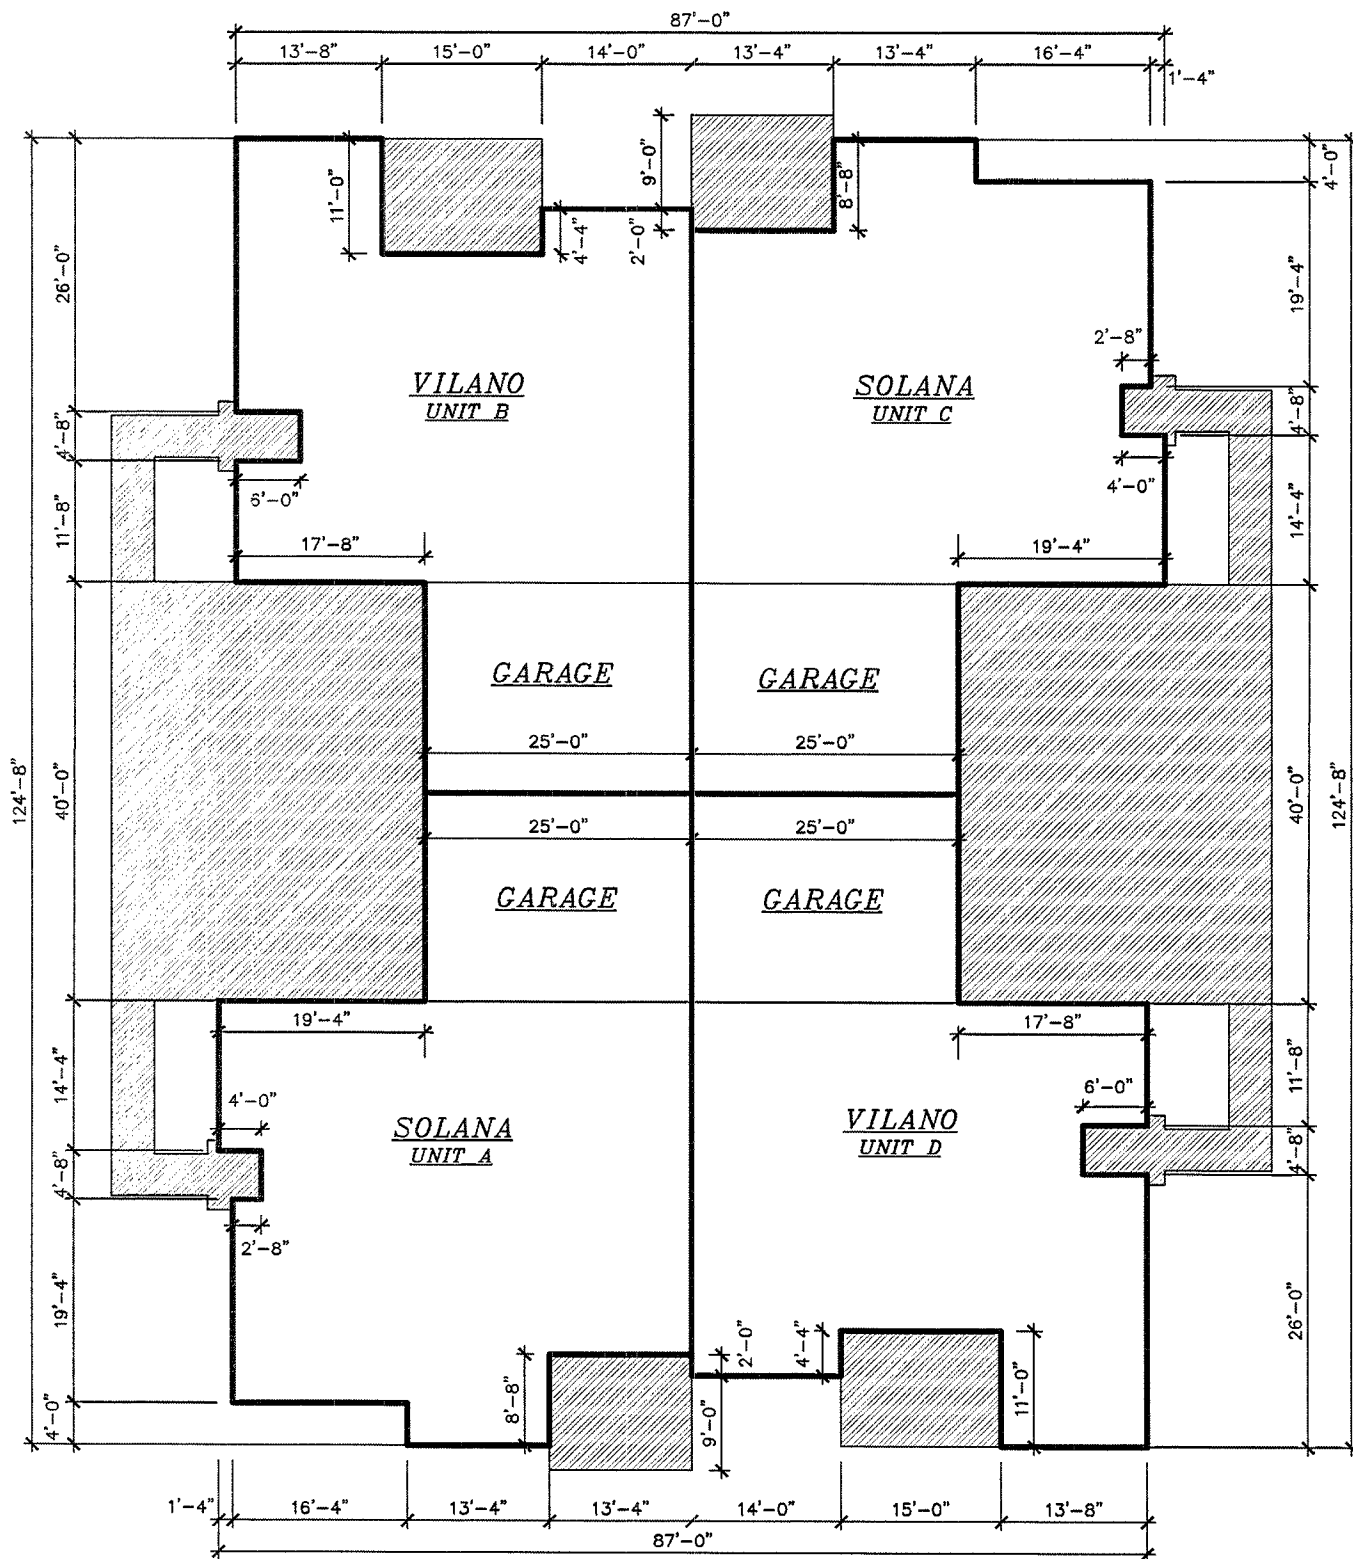 87'-0"
13'-8" 15'-0" 14'-0" 13'-4" 13'-4" 16'-4"
1'-4"
9'-0"
11'-0" 8'-8" 4'-0"
4'-4" 2'-0"
26'-0" 19'-4"
2'-8"
VILANO SOLANA
UNIT B UNIT C
4'-8" 4'-8"
6'-0" 4'-0"
11'-8" 14'-4"
17'-8" 19'-4"
GARAGE GARAGE
25'-0" 25'-0"
124'-8" 40'-0" 40'-0" 124'-8"
25'-0" 25'-0"
GARAGE GARAGE
19'-4" 17'-8"
14'-4" 11'-8"
4'-0" 6'-0"
SOLANA VILANO
UNIT A UNIT D
4'-8" 4'-8"
2'-8"
19'-4" 26'-0"
2'-0" 4'-4"
4'-0" 8'-8" 9'-0" 11'-0"
1'-4" 16'-4" 13'-4" 13'-4" 14'-0" 15'-0" 13'-8"
87'-0"